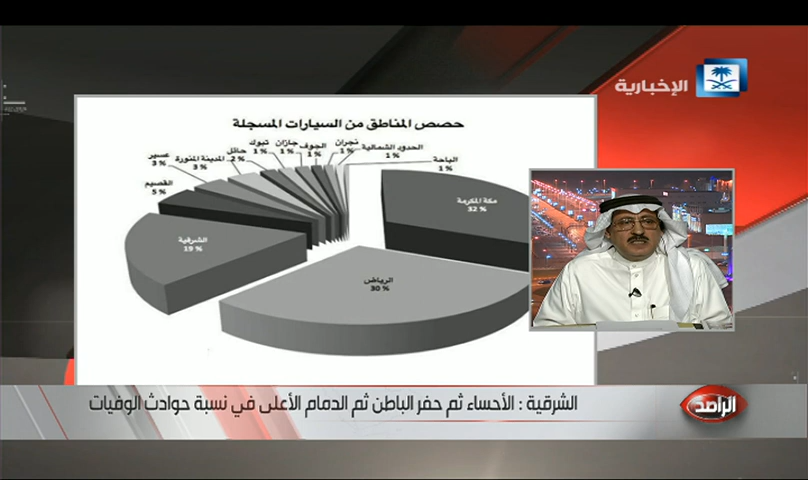 الإخبارية
حصص المناطق من السيارات المسجلة
الباحة
1 %
الحدود الشمالية
1 %
نجران
1 %
الجوف
1 %
جازان
1 %
تبوك
1 %
حائل
2 %
المدينة المنورة
3 %
عسير
3 %
القصيم
5 %
الشرقية
19 %
الرياض
30 %
مكة المكرمة
32 %
الشرقية : الأحساء ثم حفر الباطن ثم الدمام الأعلى في نسبة حوادث الوفيات
الراصد